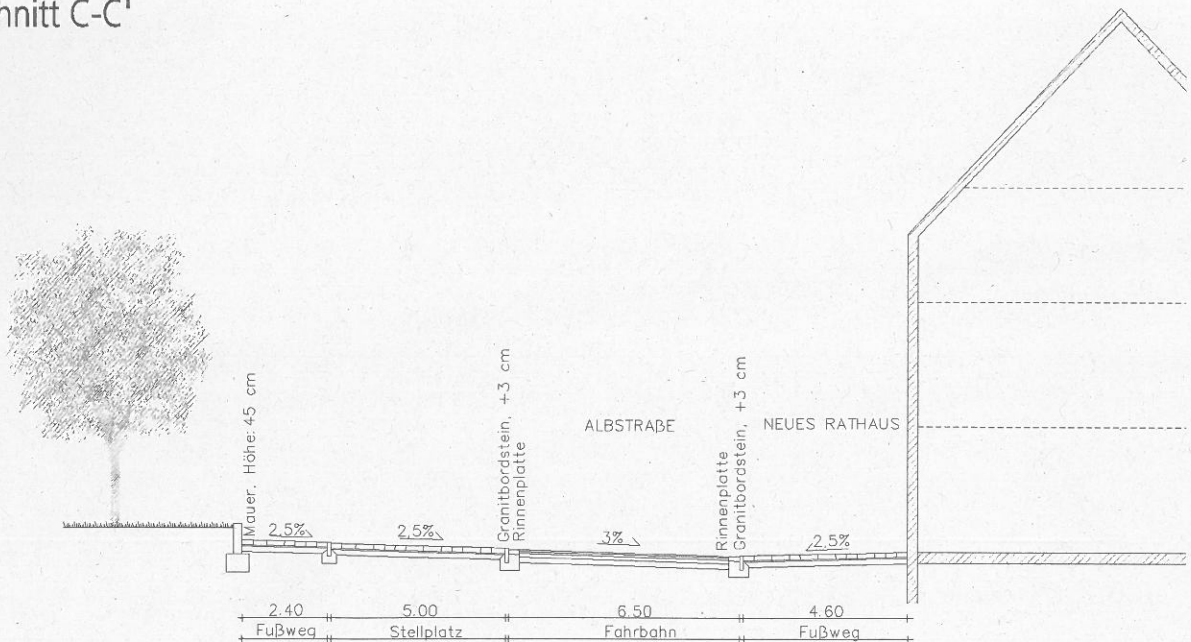 hnitt C-C'
Mauer, Höhe: 45 cm
Granitbordstein, +3 cm
Rinnenplatte
ALBSTRAßE
Rinnenplatte
Granitbordstein, +3 cm
NEUES RATHAUS
2,5%
2,5%
3%
2,5%
2.40
5.00
6.50
4.60
Fußweg
Stellplatz
Fahrbahn
Fußweg